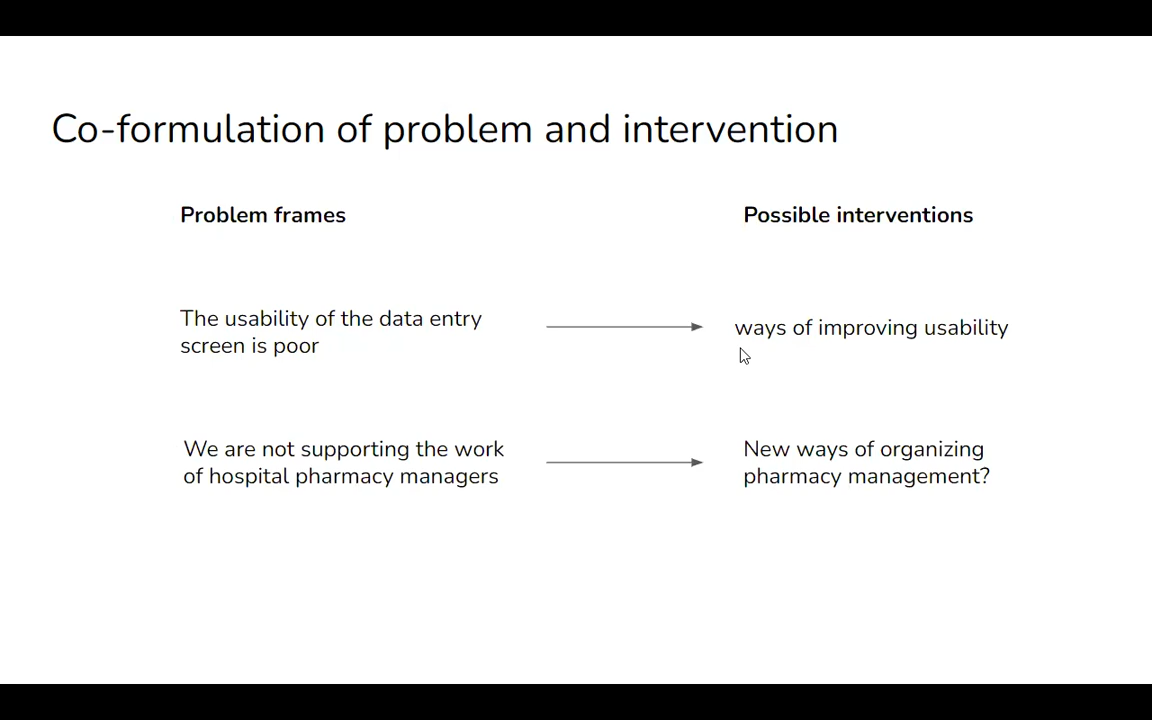 Co-formulation of problem and intervention
Problem frames
Possible interventions
The usability of the data entry
screen is poor
ways of improving usability
We are not supporting the work
of hospital pharmacy managers
New ways of organizing
pharmacy management?